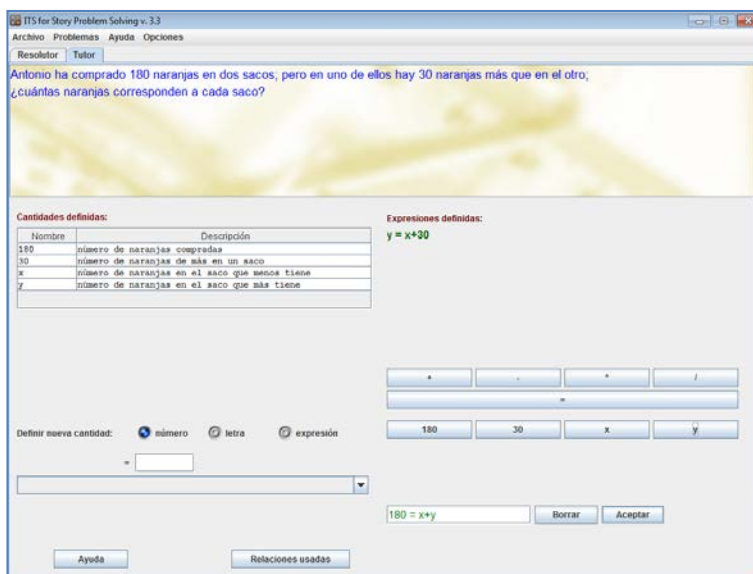 ITS for Story Problem Solving v. 3.3
Archivo Problemas Ayuda Opciones
Resolutor Tutor
Antonio ha comprado 180 naranjas en dos sacos; pero en uno de ellos hay 30 naranjas más que en el otro;
¿cuántas naranjas corresponden a cada saco?
Cantidades definidas:
Nombre Descripción
180 número de naranjas compradas
30 número de naranjas de más en un saco
x número de naranjas en el saco que menos tiene
y número de naranjas en el saco que más tiene
Expresiones definidas:
y = x+30
+ - * /
=
180 30 x y
Definir nueva cantidad: número letra expresión
=
180 = x+y Borrar Aceptar
Ayuda Relaciones usadas